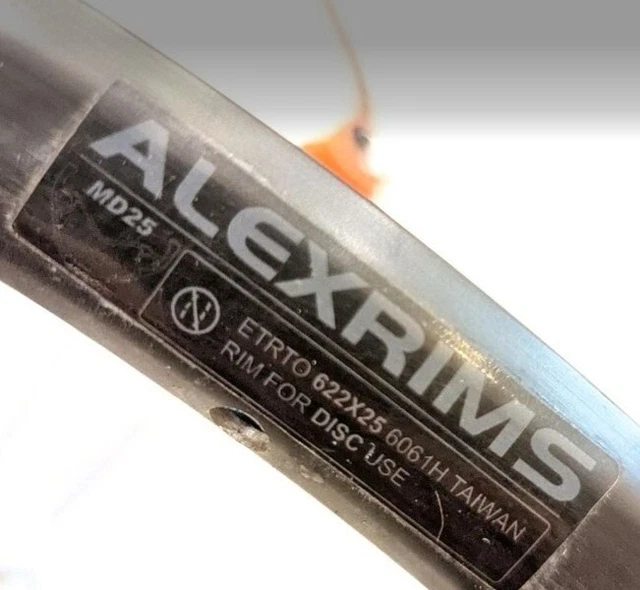 ALEXRIMS
MD25
ETRTO 622X25 6061H TAIWAN
RIM FOR DISC USE